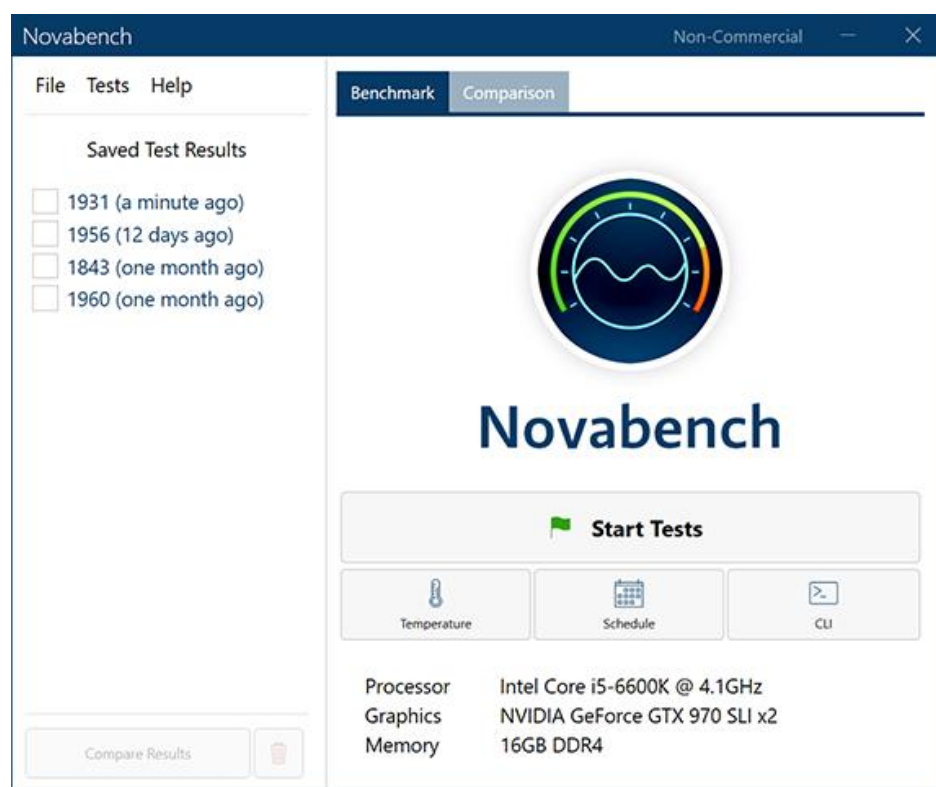 Novabench
Non-Commercial
File Tests Help
Saved Test Results
1931 (a minute ago)
1956 (12 days ago)
1843 (one month ago)
1960 (one month ago)
Compare Results
Benchmark Comparison
Novabench
Start Tests
Temperature Schedule CLI
Processor Intel Core i5-6600K @ 4.1GHz
Graphics NVIDIA GeForce GTX 970 SLI x2
Memory 16GB DDR4